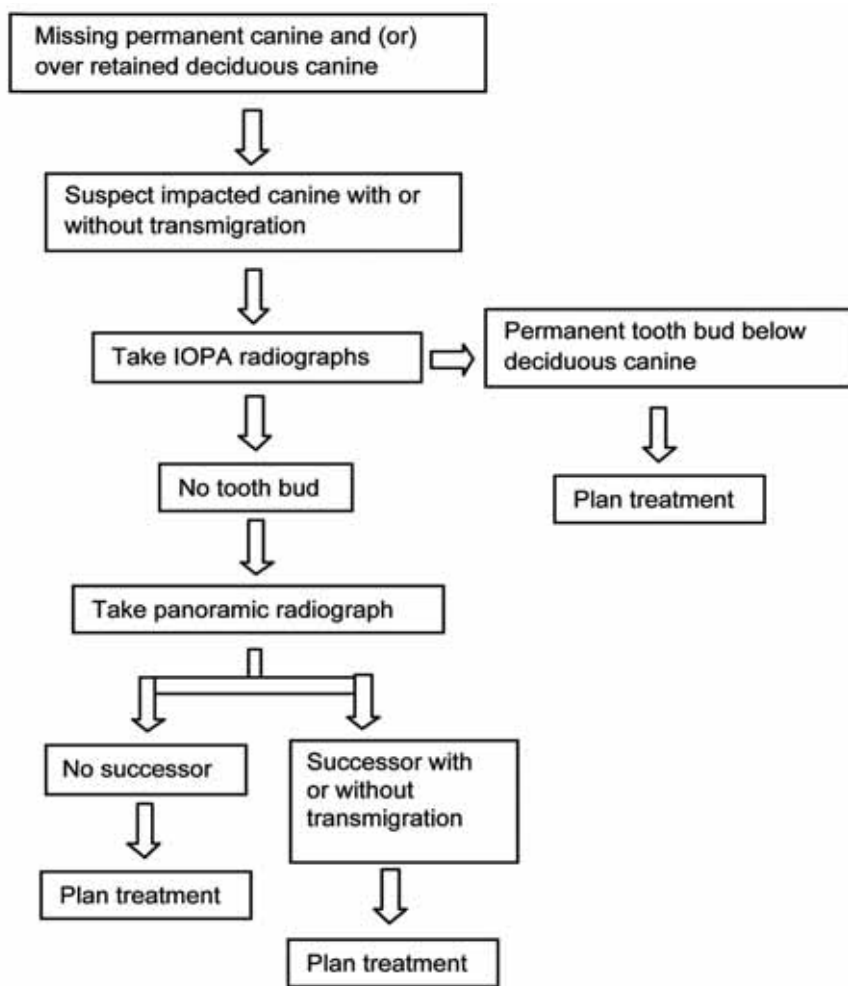 Missing permanent canine and (or)
over retained deciduous canine
Suspect impacted canine with or
without transmigration
Take IOPA radiographs
Permanent tooth bud below
deciduous canine
No tooth bud
Plan treatment
Take panoramic radiograph
No successor
Successor with
or without
transmigration
Plan treatment
Plan treatment